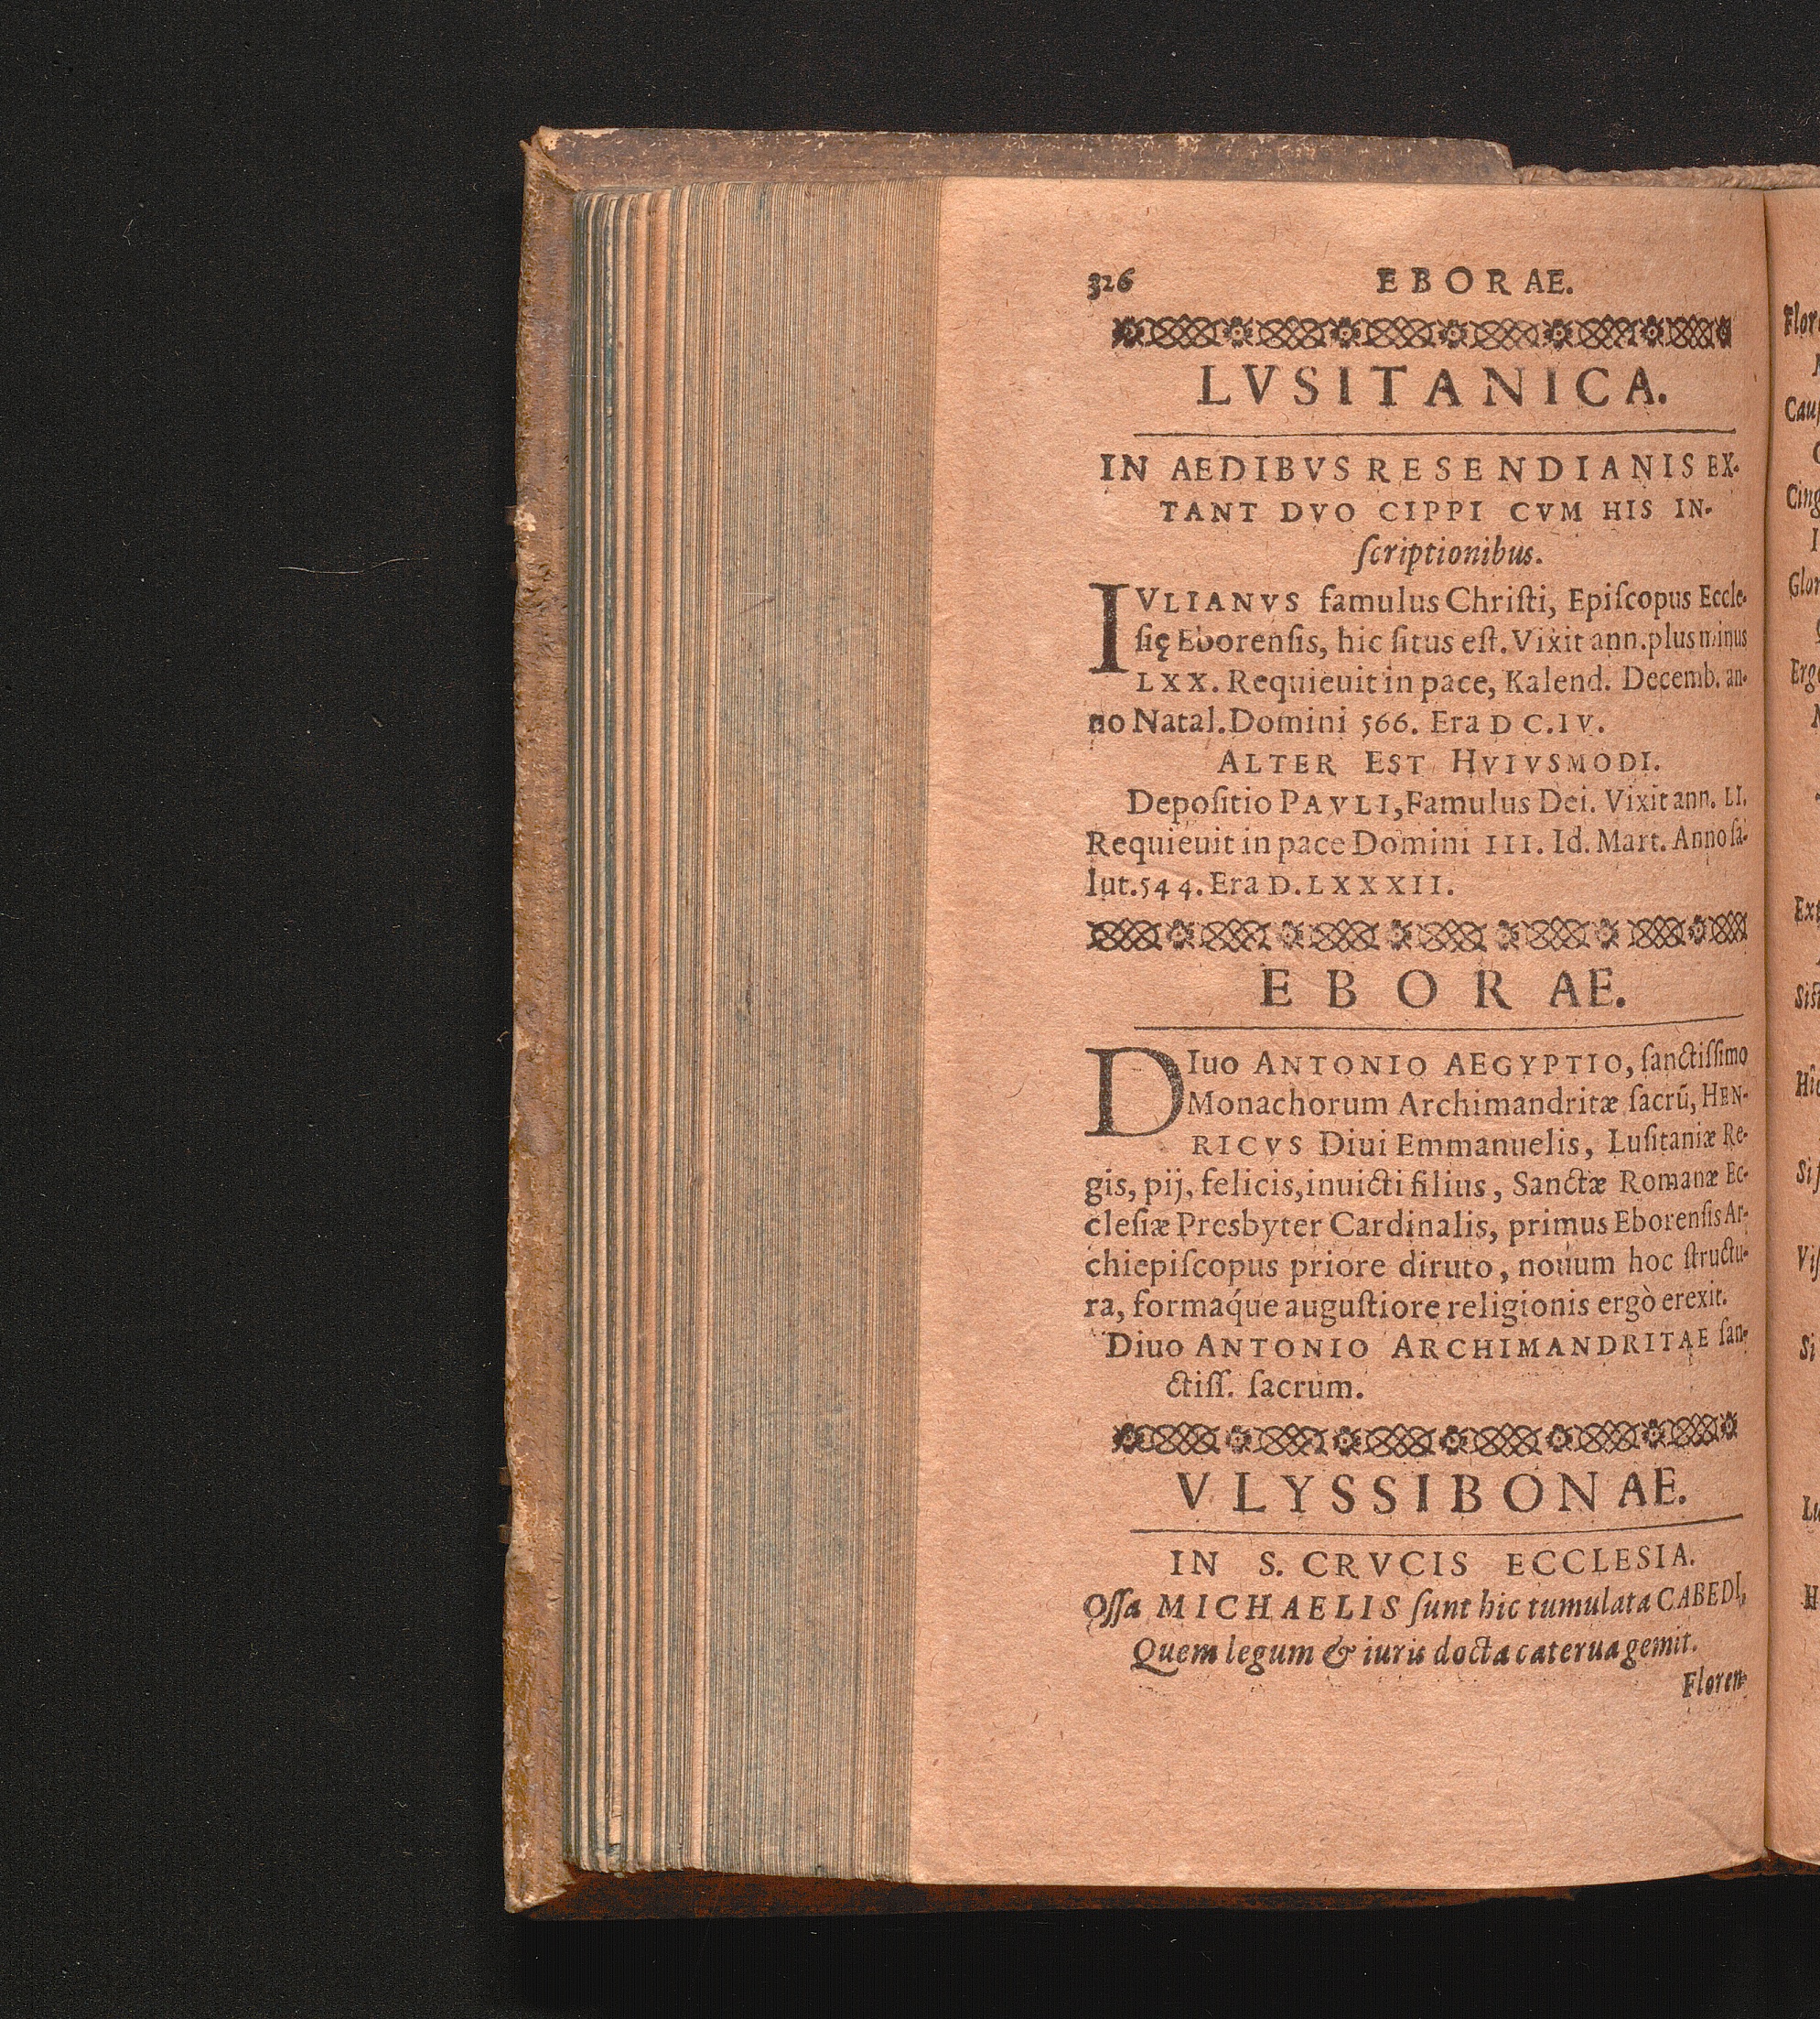 326 EBORAE.
LVSITANICA.
IN AEDIBVS RESENDIANIS EX-
TANT DVO CIPPI CVM HIS IN-
ſcriptionibus.
IVLIANVS famulus Chriſti, Epiſcopus Eccle-
ſię Eborenſis, hic ſitus eſt. Vixit ann. plus minus
LXX. Requieuit in pace, Kalend. Decemb. an-
no Natal. Domini 566. Era DC.IV.
ALTER EST HVIVSMODI.
Depoſitio PAVLI, Famulus Dei. Vixit ann. LI.
Requieuit in pace Domini III. Id. Mart. Anno ſa-
lut. 544. Era D.LXXXII.
EBORAE.
DIuo ANTONIO AEGYPTIO, ſanctiſſimo
Monachorum Archimandritæ ſacrũ, HEN-
RICVS Diui Emmanuelis, Luſitaniæ Re-
gis, pij, felicis, inuicti filius, Sanctæ Romanæ Ec-
cleſiæ Presbyter Cardinalis, primus Eborenſis Ar-
chiepiſcopus priore diruto, nouum hoc ſtructu-
ra, formaq́ue auguſtiore religionis ergò erexit.
Diuo ANTONIO ARCHIMANDRITAE ſan-
ctiſſ. ſacrum.
VLYSSIBONAE.
IN S. CRVCIS ECCLESIA.
Oſſa MICHAELIS ſunt hic tumulata CABEDI,
Quem legum & iuris docta caterua gemit.
Floren-